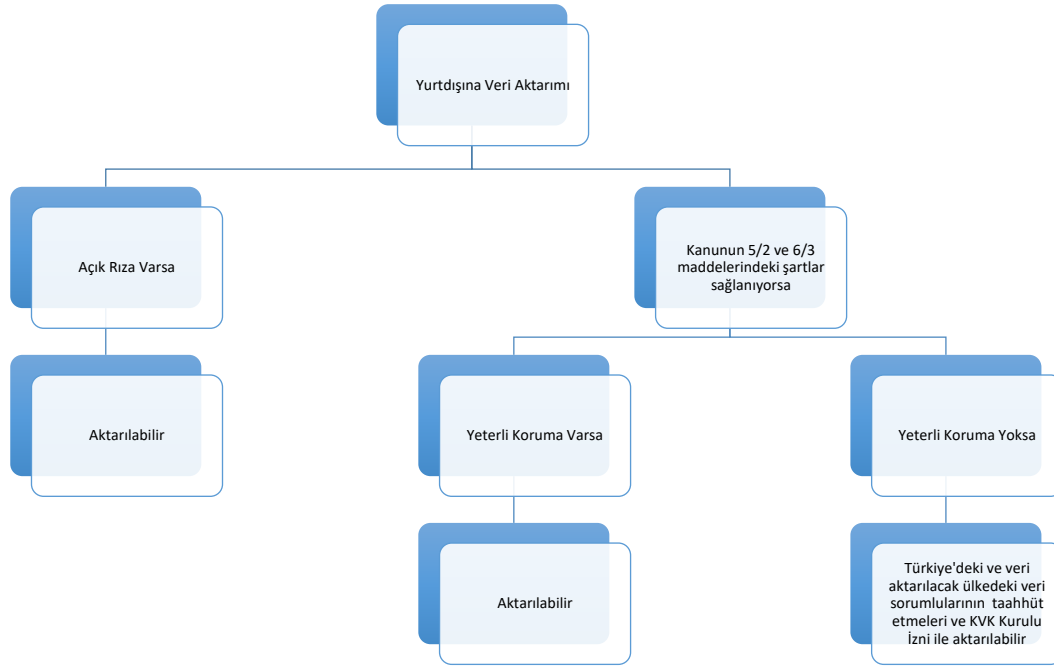 Yurtdışına Veri Aktarımı
Açık Rıza Varsa
Kanunun 5/2 ve 6/3
maddelerindeki şartlar
sağlanıyorsa
Aktarılabilir
Yeterli Koruma Varsa
Yeterli Koruma Yoksa
Aktarılabilir
Türkiye'deki ve veri
aktarılacak ülkedeki veri
sorumlularının taahhüt
etmeleri ve KVK Kurulu
İzni ile aktarılabilir